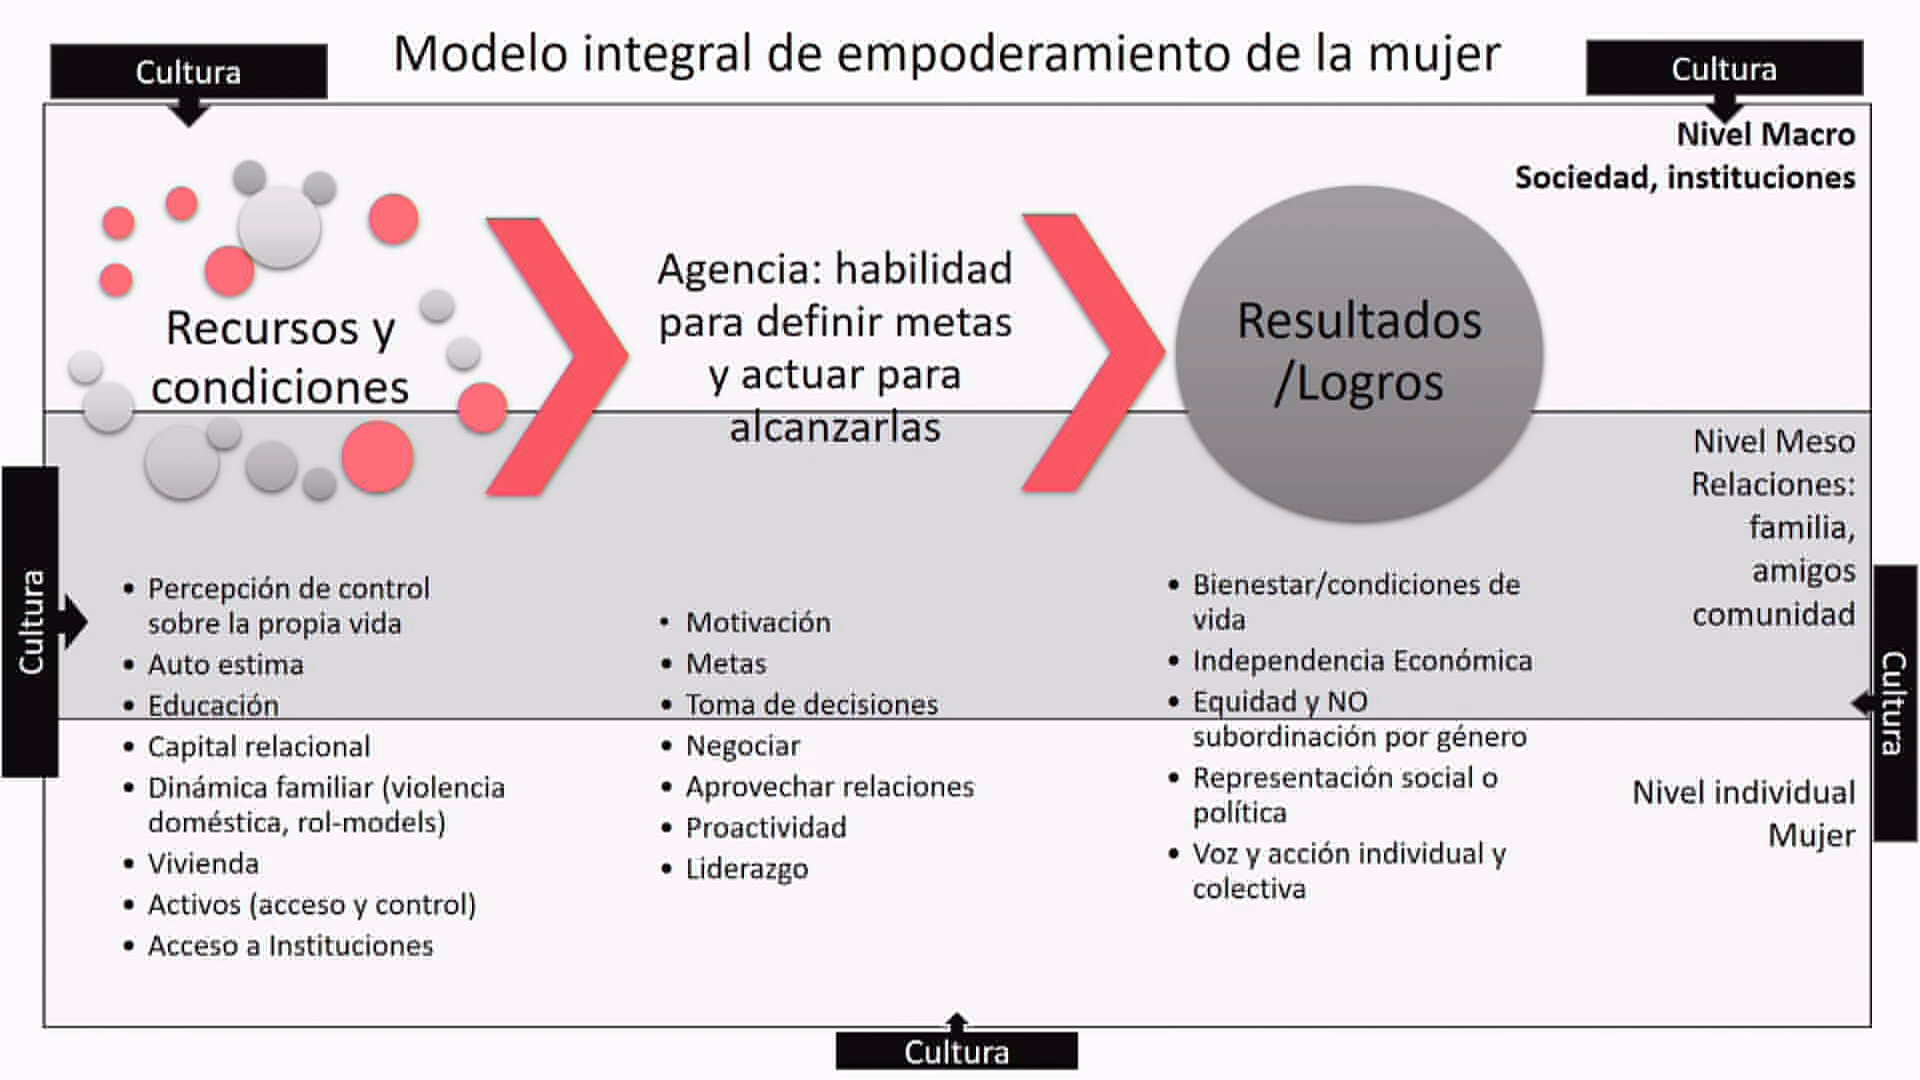 Modelo integral de empoderamiento de la mujer
Cultura
Cultura
Nivel Macro
Sociedad, instituciones
Recursos y
condiciones
Agencia: habilidad
para definir metas
y actuar para
alcanzarlas
Resultados
/Logros
Nivel Meso
Relaciones:
familia,
amigos
comunidad
Cultura
• Percepción de control
sobre la propia vida
• Auto estima
• Educación
• Capital relacional
• Dinámica familiar (violencia
doméstica, rol-models)
• Vivienda
• Activos (acceso y control)
• Acceso a Instituciones
• Motivación
• Metas
• Toma de decisiones
• Negociar
• Aprovechar relaciones
• Proactividad
• Liderazgo
• Bienestar/condiciones de
vida
• Independencia Económica
• Equidad y NO
subordinación por género
• Representación social o
política
• Voz y acción individual y
colectiva
Cultura
Nivel individual
Mujer
Cultura